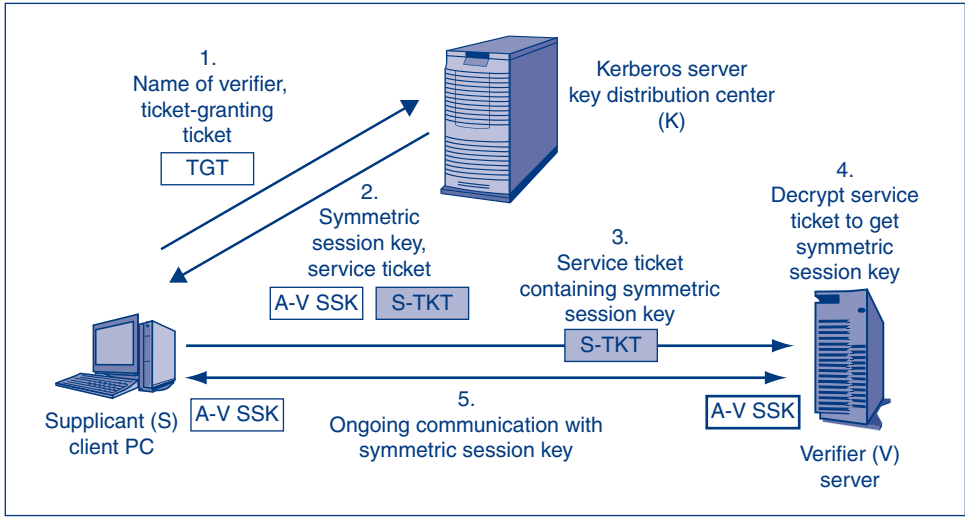 1.
Name of verifier,
ticket-granting
ticket
TGT
Kerberos server
key distribution center
(K)
2.
Symmetric
session key,
service ticket
A-V SSK
S-TKT
3.
Service ticket
containing symmetric
session key
S-TKT
4.
Decrypt service
ticket to get
symmetric
session key
Supplicant (S)
client PC
A-V SSK
5.
Ongoing communication with
symmetric session key
A-V SSK
Verifier (V)
server